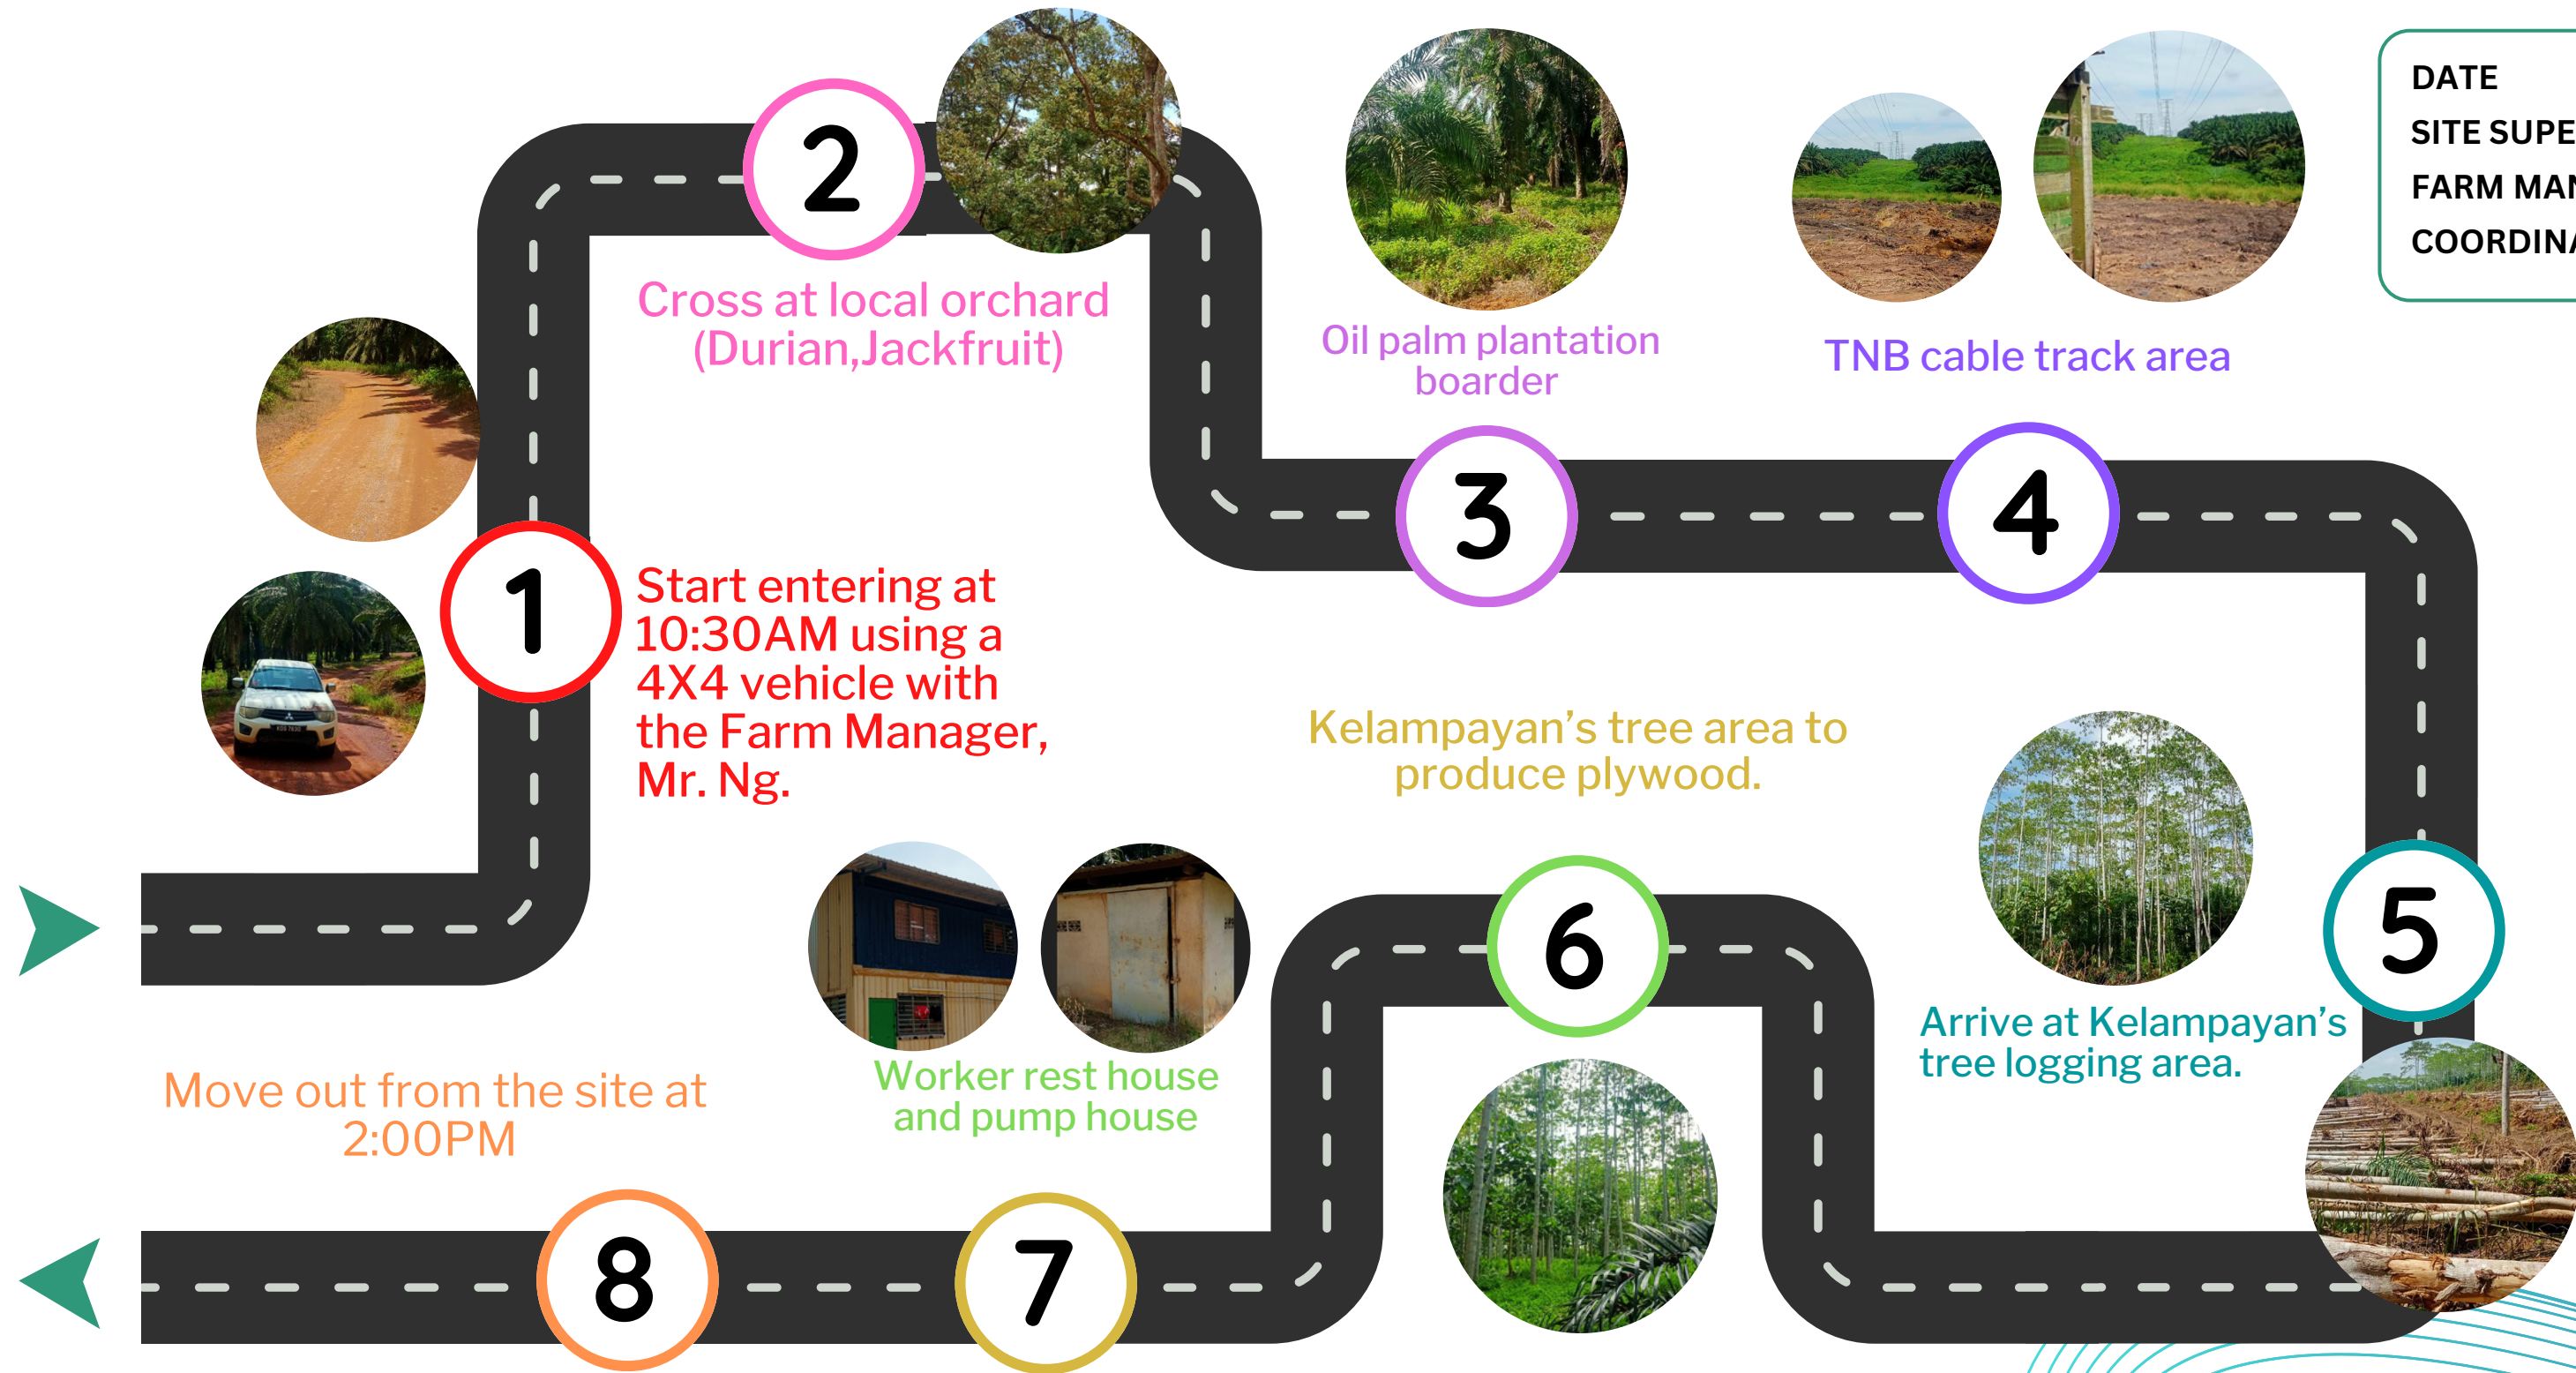 1
Start entering at
10:30AM using a
4X4 vehicle with
the Farm Manager,
Mr. Ng.
2
Cross at local orchard
(Durian,Jackfruit)
3
Oil palm plantation
boarder
4
TNB cable track area
DATE
SITE SUPE
FARM MAN
COORDINA
5
Arrive at Kelampayan’s
tree logging area.
6
Kelampayan’s tree area to
produce plywood.
7
Worker rest house
and pump house
8
Move out from the site at
2:00PM